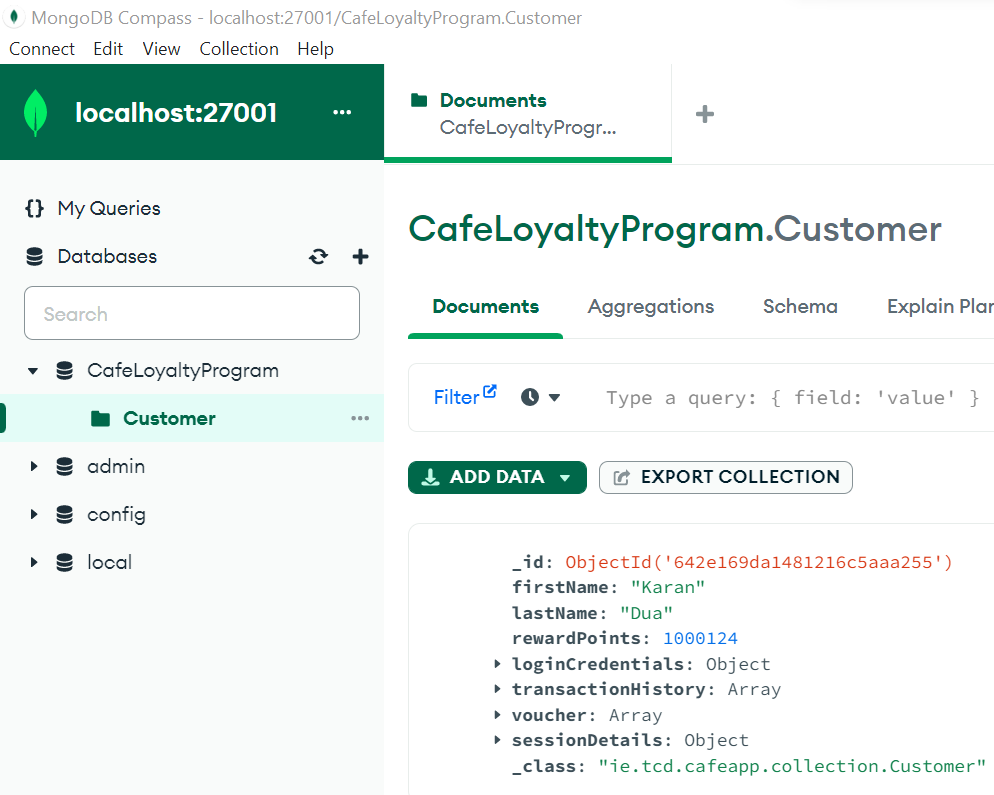 MongoDB Compass - localhost:27001/CafeLoyaltyProgram.Customer
Connect Edit View Collection Help
localhost:27001 ...
Documents
CafeLoyaltyProgr...
My Queries
Databases
Search
CafeLoyaltyProgram
Customer ...
admin
config
local
CafeLoyaltyProgram.Customer
Documents Aggregations Schema Explain Plan
Filter Type a query: { field: 'value' }
ADD DATA EXPORT COLLECTION
_id: ObjectId('642e169da1481216c5aaa255')
firstName: "Karan"
lastName: "Dua"
rewardPoints: 1000124
loginCredentials: Object
transactionHistory: Array
voucher: Array
sessionDetails: Object
_class: "ie.tcd.cafeapp.collection.Customer"